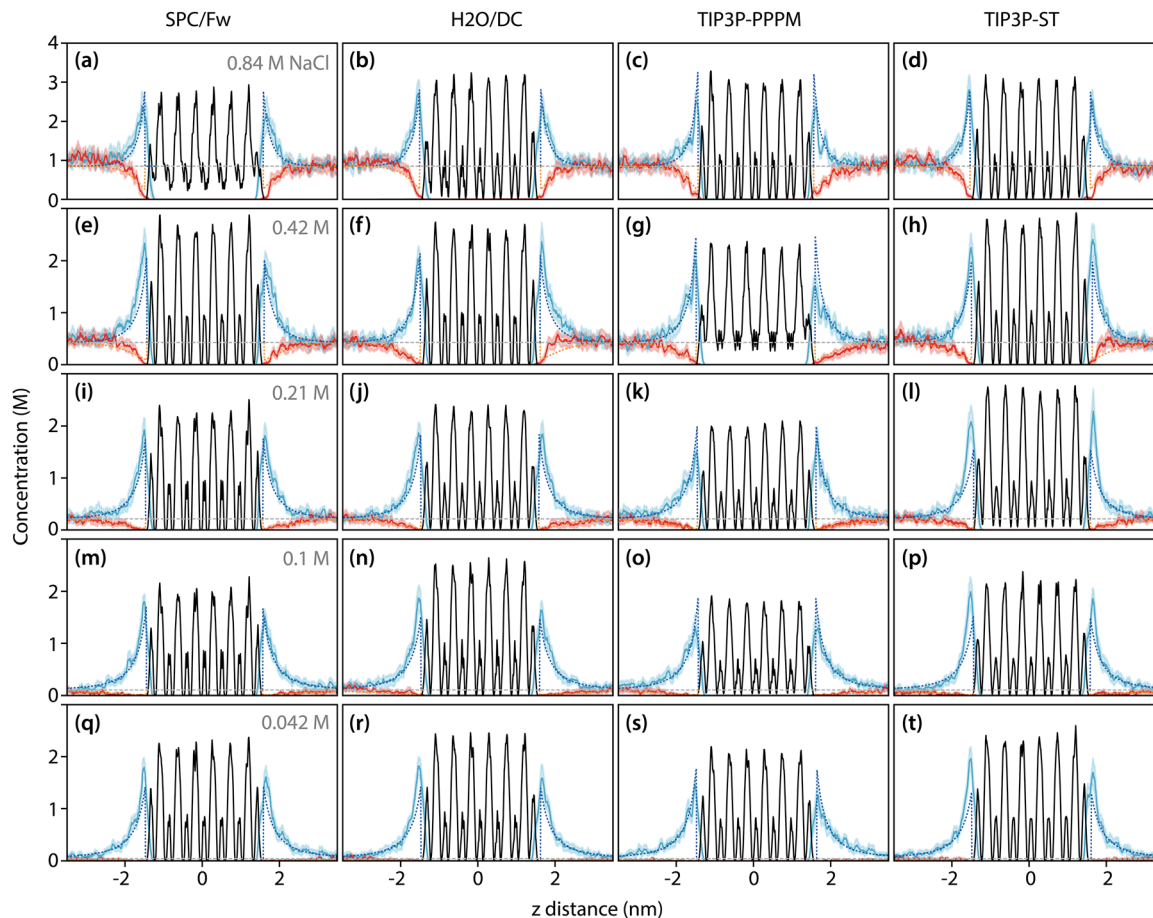 SPC/Fw H2O/DC TIP3P-PPPM TIP3P-ST
4 (a) 0.84 M NaCl (b) (c) (d)
3
2
1
0
(e) 0.42 M (f) (g) (h)
2
1
0
(i) 0.21 M (j) (k) (l)
2
1
0
Concentration (M)
(m) 0.1 M (n) (o) (p)
2
1
0
(q) 0.042 M (r) (s) (t)
2
1
0
-2 0 2 -2 0 2 -2 0 2 -2 0 2
z distance (nm)